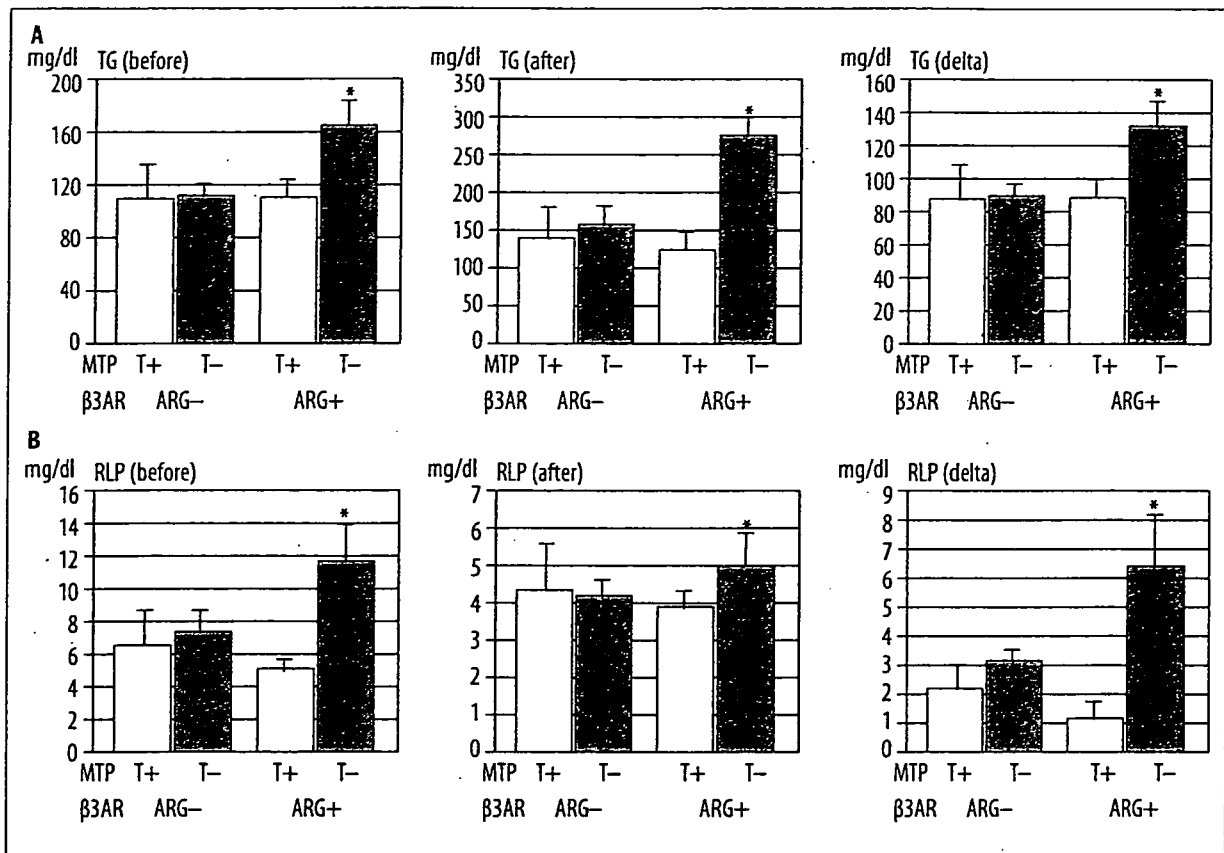 A
mg/dl TG (before)
200
160
120
80
40
0
*
MTP T+ T− T+ T−
β3AR ARG− ARG+
mg/dl TG (after)
350
300
250
200
150
100
50
0
*
MTP T+ T− T+ T−
β3AR ARG− ARG+
mg/dl TG (delta)
160
140
120
100
80
60
40
20
0
*
MTP T+ T− T+ T−
β3AR ARG− ARG+
B
mg/dl RLP (before)
16
14
12
10
8
6
4
2
0
*
MTP T+ T− T+ T−
β3AR ARG− ARG+
mg/dl RLP (after)
7
6
5
4
3
2
1
0
*
MTP T+ T− T+ T−
β3AR ARG− ARG+
mg/dl RLP (delta)
9
8
7
6
5
4
3
2
1
0
*
MTP T+ T− T+ T−
β3AR ARG− ARG+